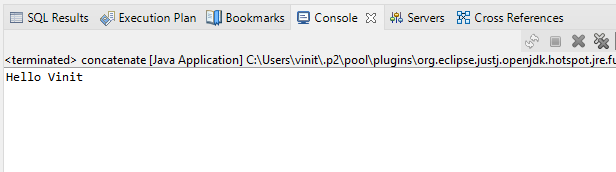 SQL Results Execution Plan Bookmarks Console Servers Cross References
<terminated> concatenate [Java Application] C:\Users\vinit\.p2\pool\plugins\org.eclipse.justj.openjdk.hotspot.jre.fu
Hello Vinit